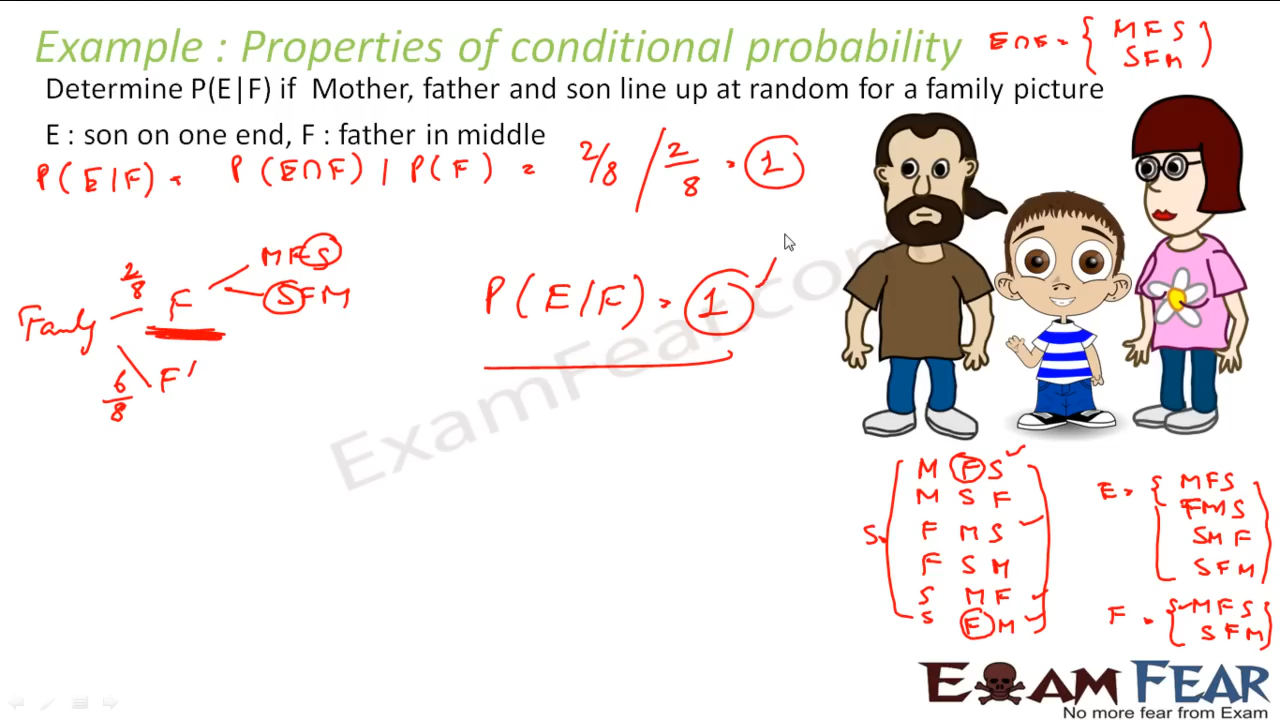 Example : Properties of conditional probability
E∩F = { MFS
SFM }
Determine P(E|F) if Mother, father and son line up at random for a family picture
E : son on one end, F : father in middle
P(E|F) = P(E∩F) | P(F) = 2/8 / 2/8 = 1
Family
2/8 F
MFS
SFM
6/8 F'
P(E/F) = 1
ExamFear.com
S = { M F S
M S F
F M S
F S M
S M F
S F M }
E = { MFS
FMS
SMF
SFM }
F = { MFS
SFM }
EXAM FEAR
No more fear from Exam